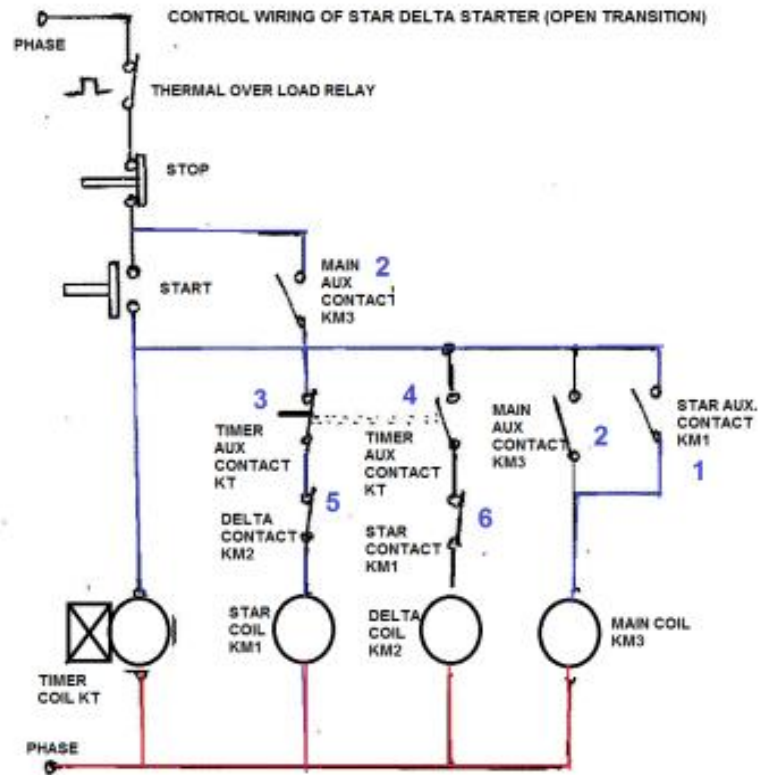 CONTROL WIRING OF STAR DELTA STARTER (OPEN TRANSITION)
PHASE
THERMAL OVER LOAD RELAY
STOP
START
MAIN 2
AUX
CONTACT
KM3
3
TIMER
AUX
CONTACT
KT
4
TIMER
AUX
CONTACT
KT
MAIN
AUX
CONTACT
KM3
2
STAR AUX.
CONTACT
KM1
1
5
DELTA
CONTACT
KM2
6
STAR
CONTACT
KM1
TIMER
COIL KT
STAR
COIL
KM1
DELTA
COIL
KM2
MAIN COIL
KM3
PHASE